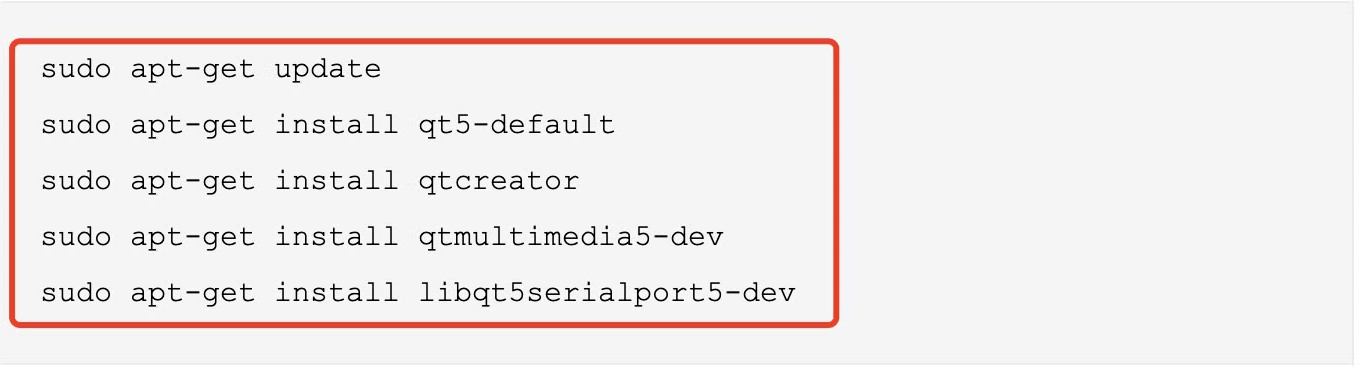 sudo apt-get update
sudo apt-get install qt5-default
sudo apt-get install qtcreator
sudo apt-get install qtmultimedia5-dev
sudo apt-get install libqt5serialport5-dev